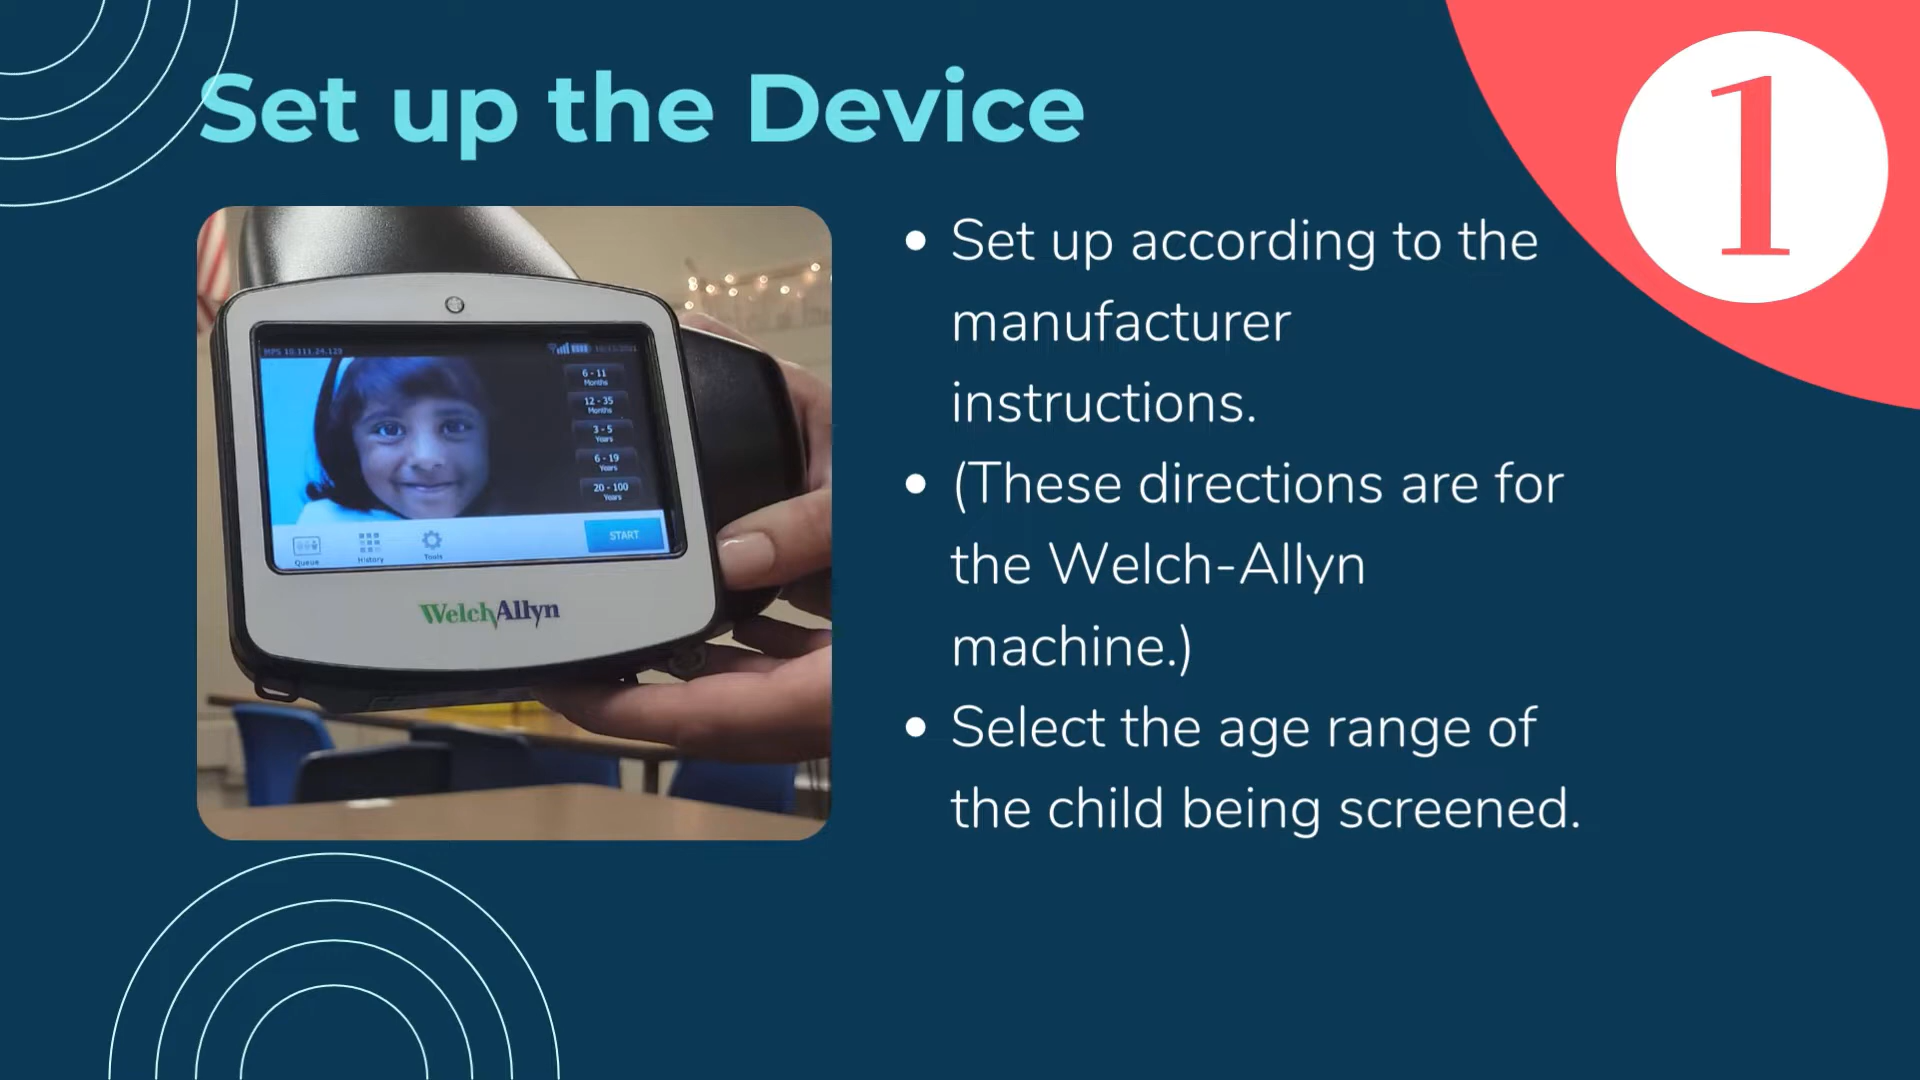 Set up the Device
1
6 - 11
Months
12 - 35
Months
3 - 5
Years
6 - 19
Years
20 - 100
Years
Queue
History
Tools
START
WelchAllyn
• Set up according to the
manufacturer
instructions.
• (These directions are for
the Welch-Allyn
machine.)
• Select the age range of
the child being screened.